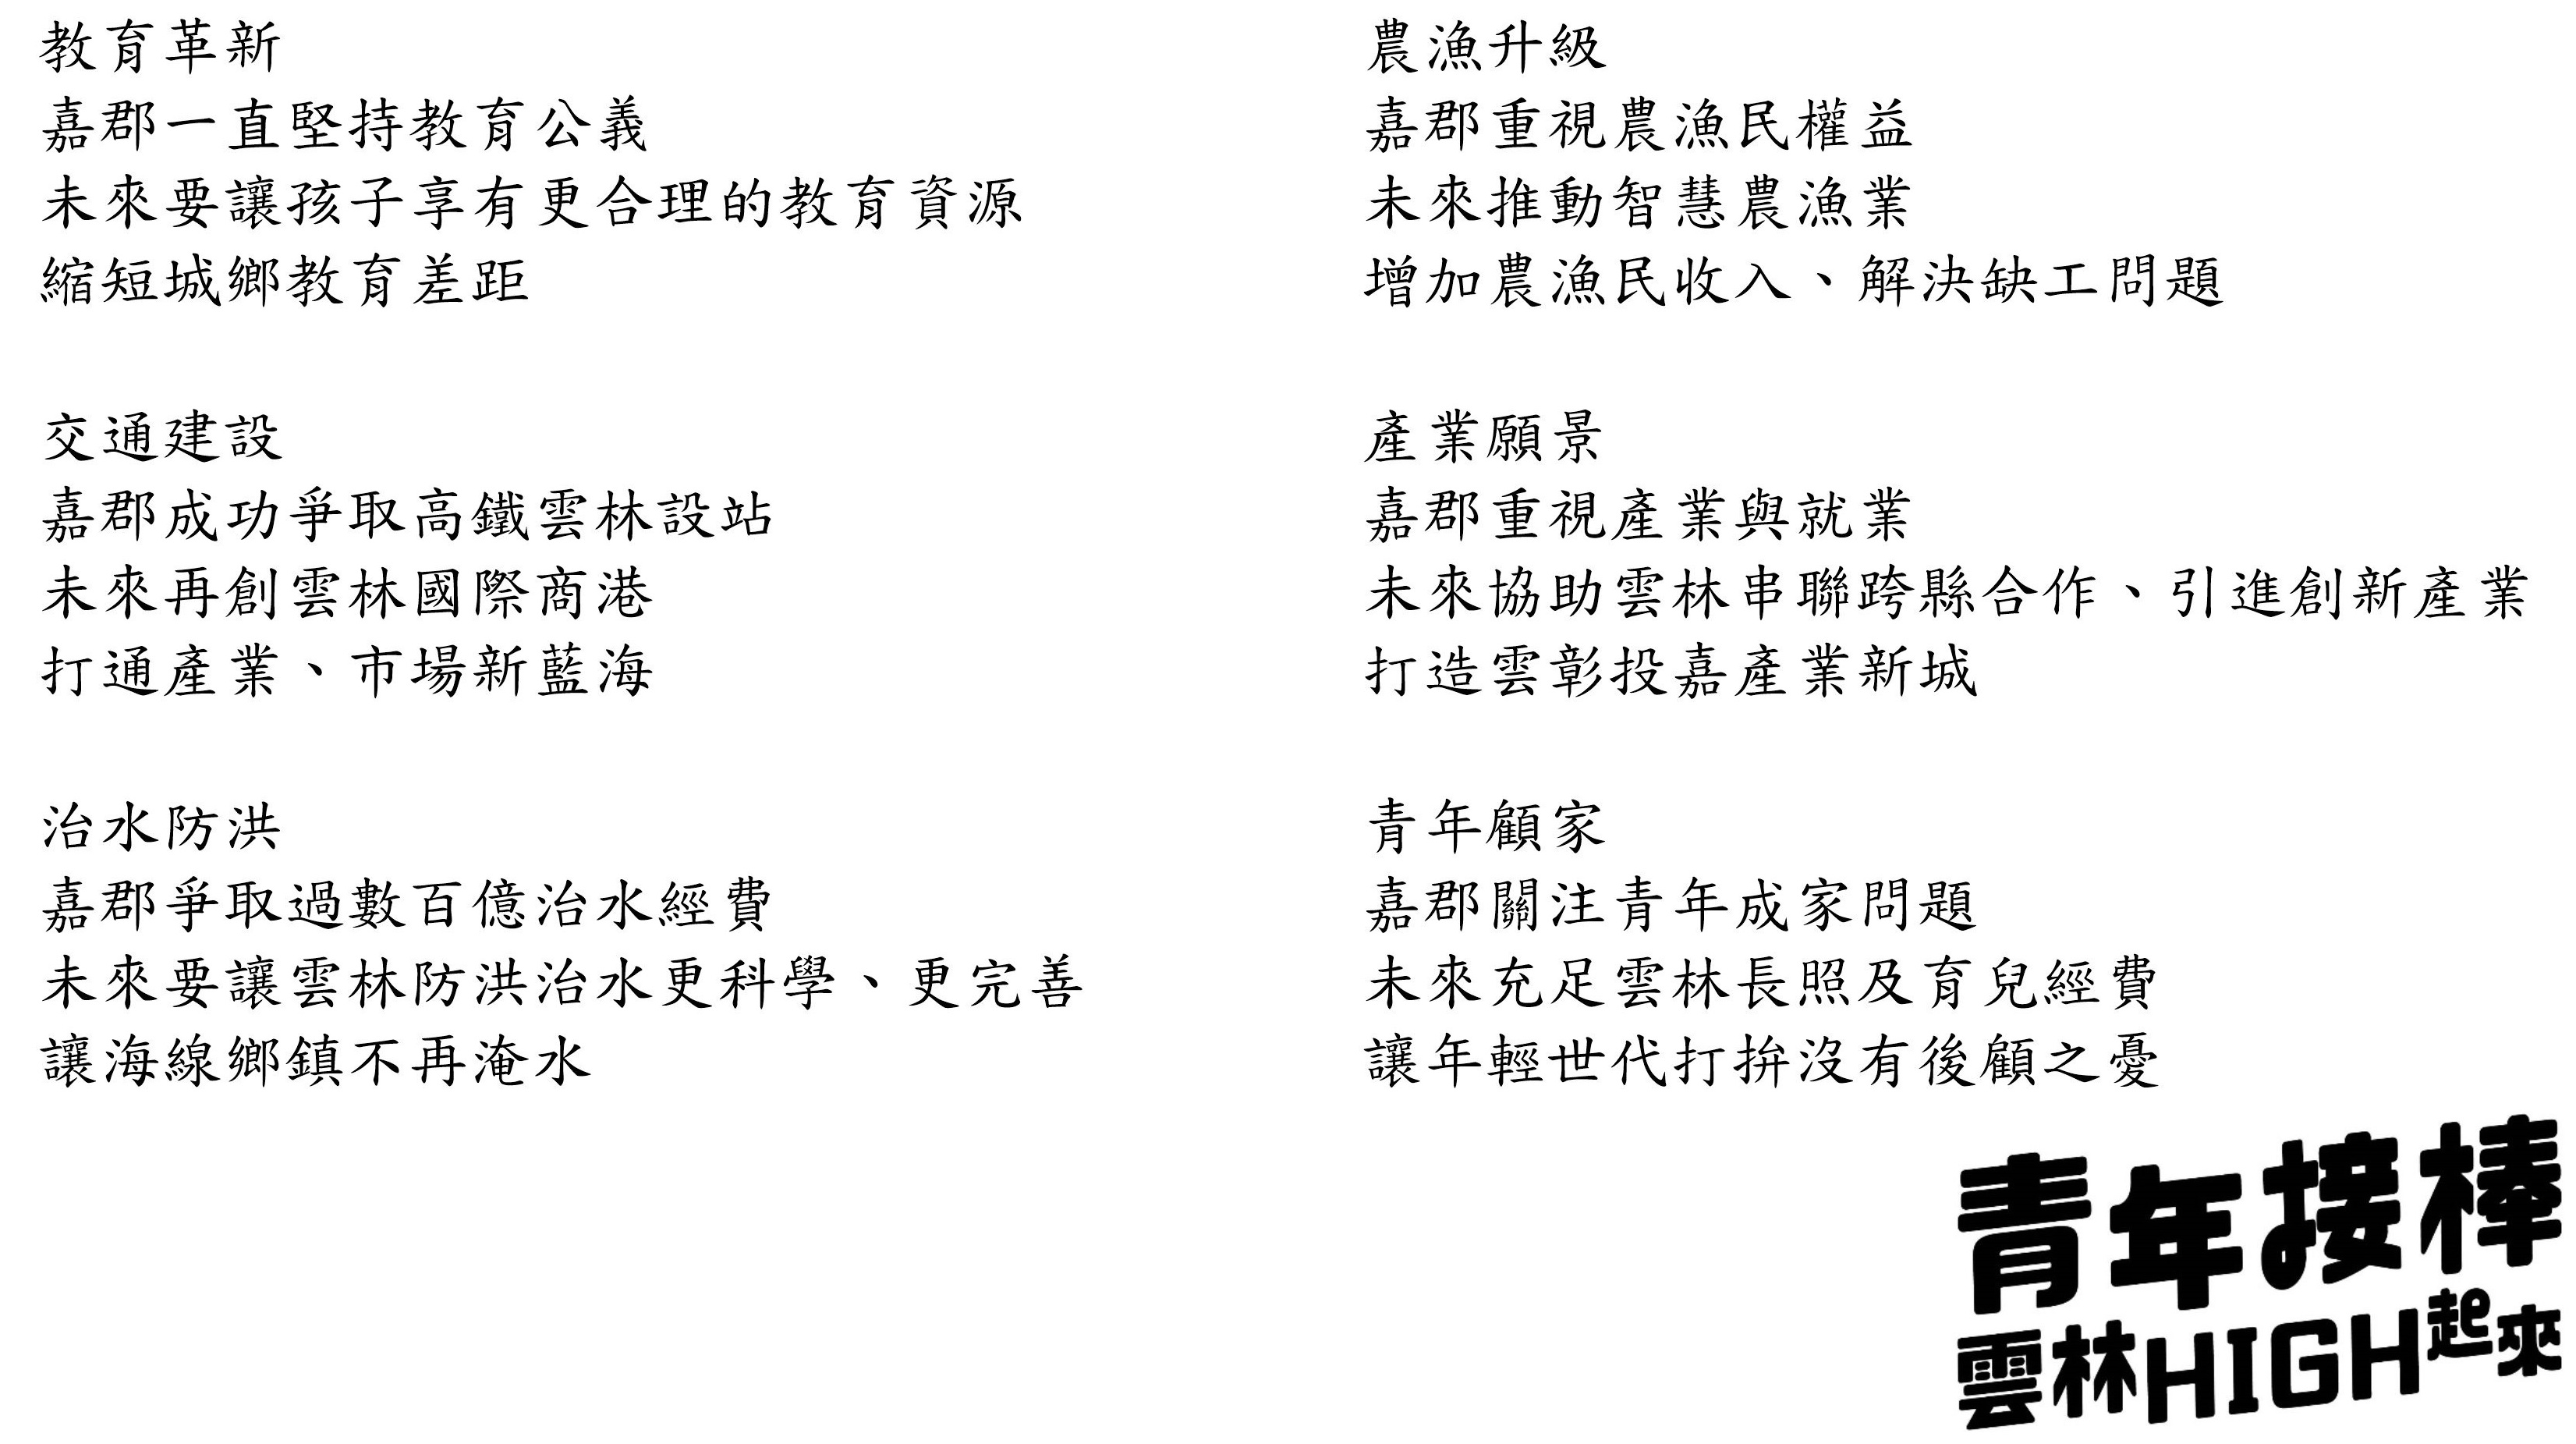 教育革新
嘉郡一直堅持教育公義
未來要讓孩子享有更合理的教育資源
縮短城鄉教育差距
交通建設
嘉郡成功爭取高鐵雲林設站
未來再創雲林國際商港
打通產業、市場新藍海
治水防洪
嘉郡爭取過數百億治水經費
未來要讓雲林防洪治水更科學、更完善
讓海線鄉鎮不再淹水
農漁升級
嘉郡重視農漁民權益
未來推動智慧農漁業
增加農漁民收入、解決缺工問題
產業願景
嘉郡重視產業與就業
未來協助雲林串聯跨縣合作、引進創新產業
打造雲彰投嘉產業新城
青年顧家
嘉郡關注青年成家問題
未來充足雲林長照及育兒經費
讓年輕世代打拚沒有後顧之憂
青年接棒
雲林HIGH起來